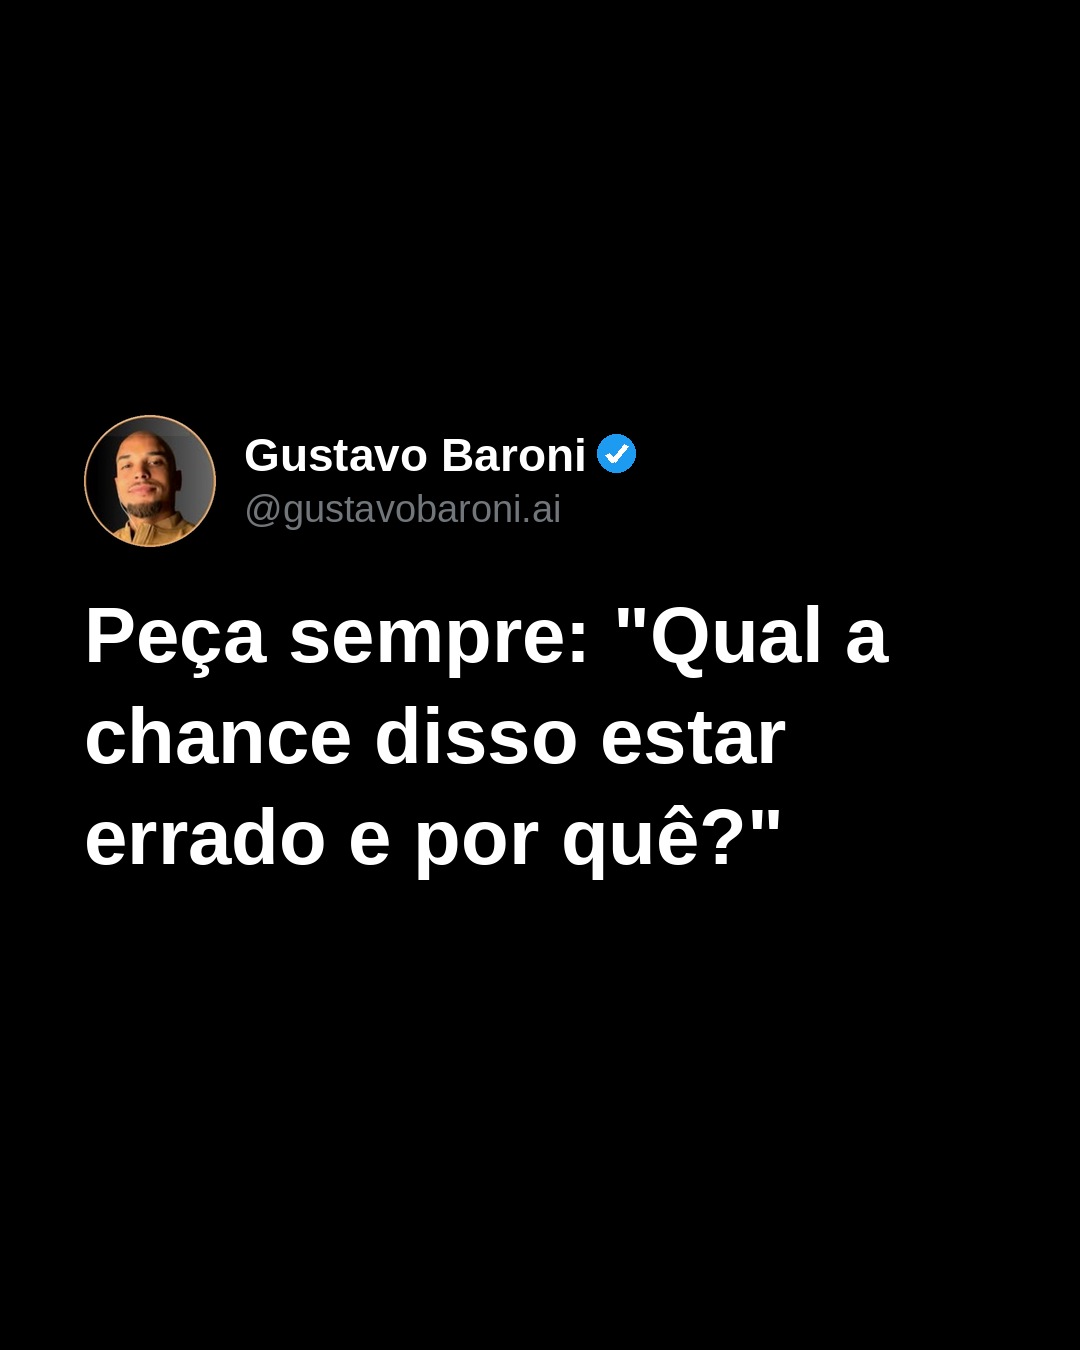 Gustavo Baroni
@gustavobaroni.ai
Peça sempre: "Qual a
chance disso estar
errado e por quê?"